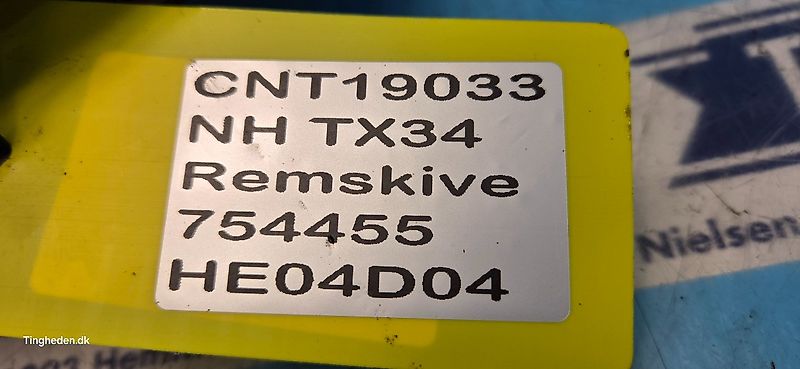 CNT19033
NH TX34
Remskive
754455
HE04D04
Nielsen
Tingheden.dk